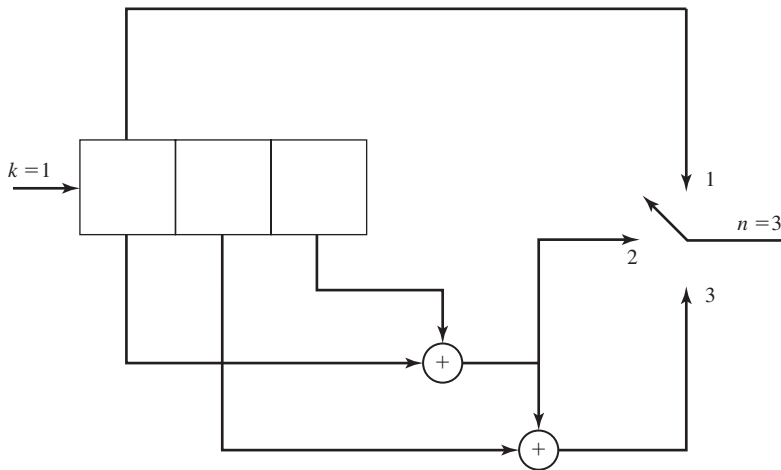 k = 1
1
n = 3
2
3
+
+